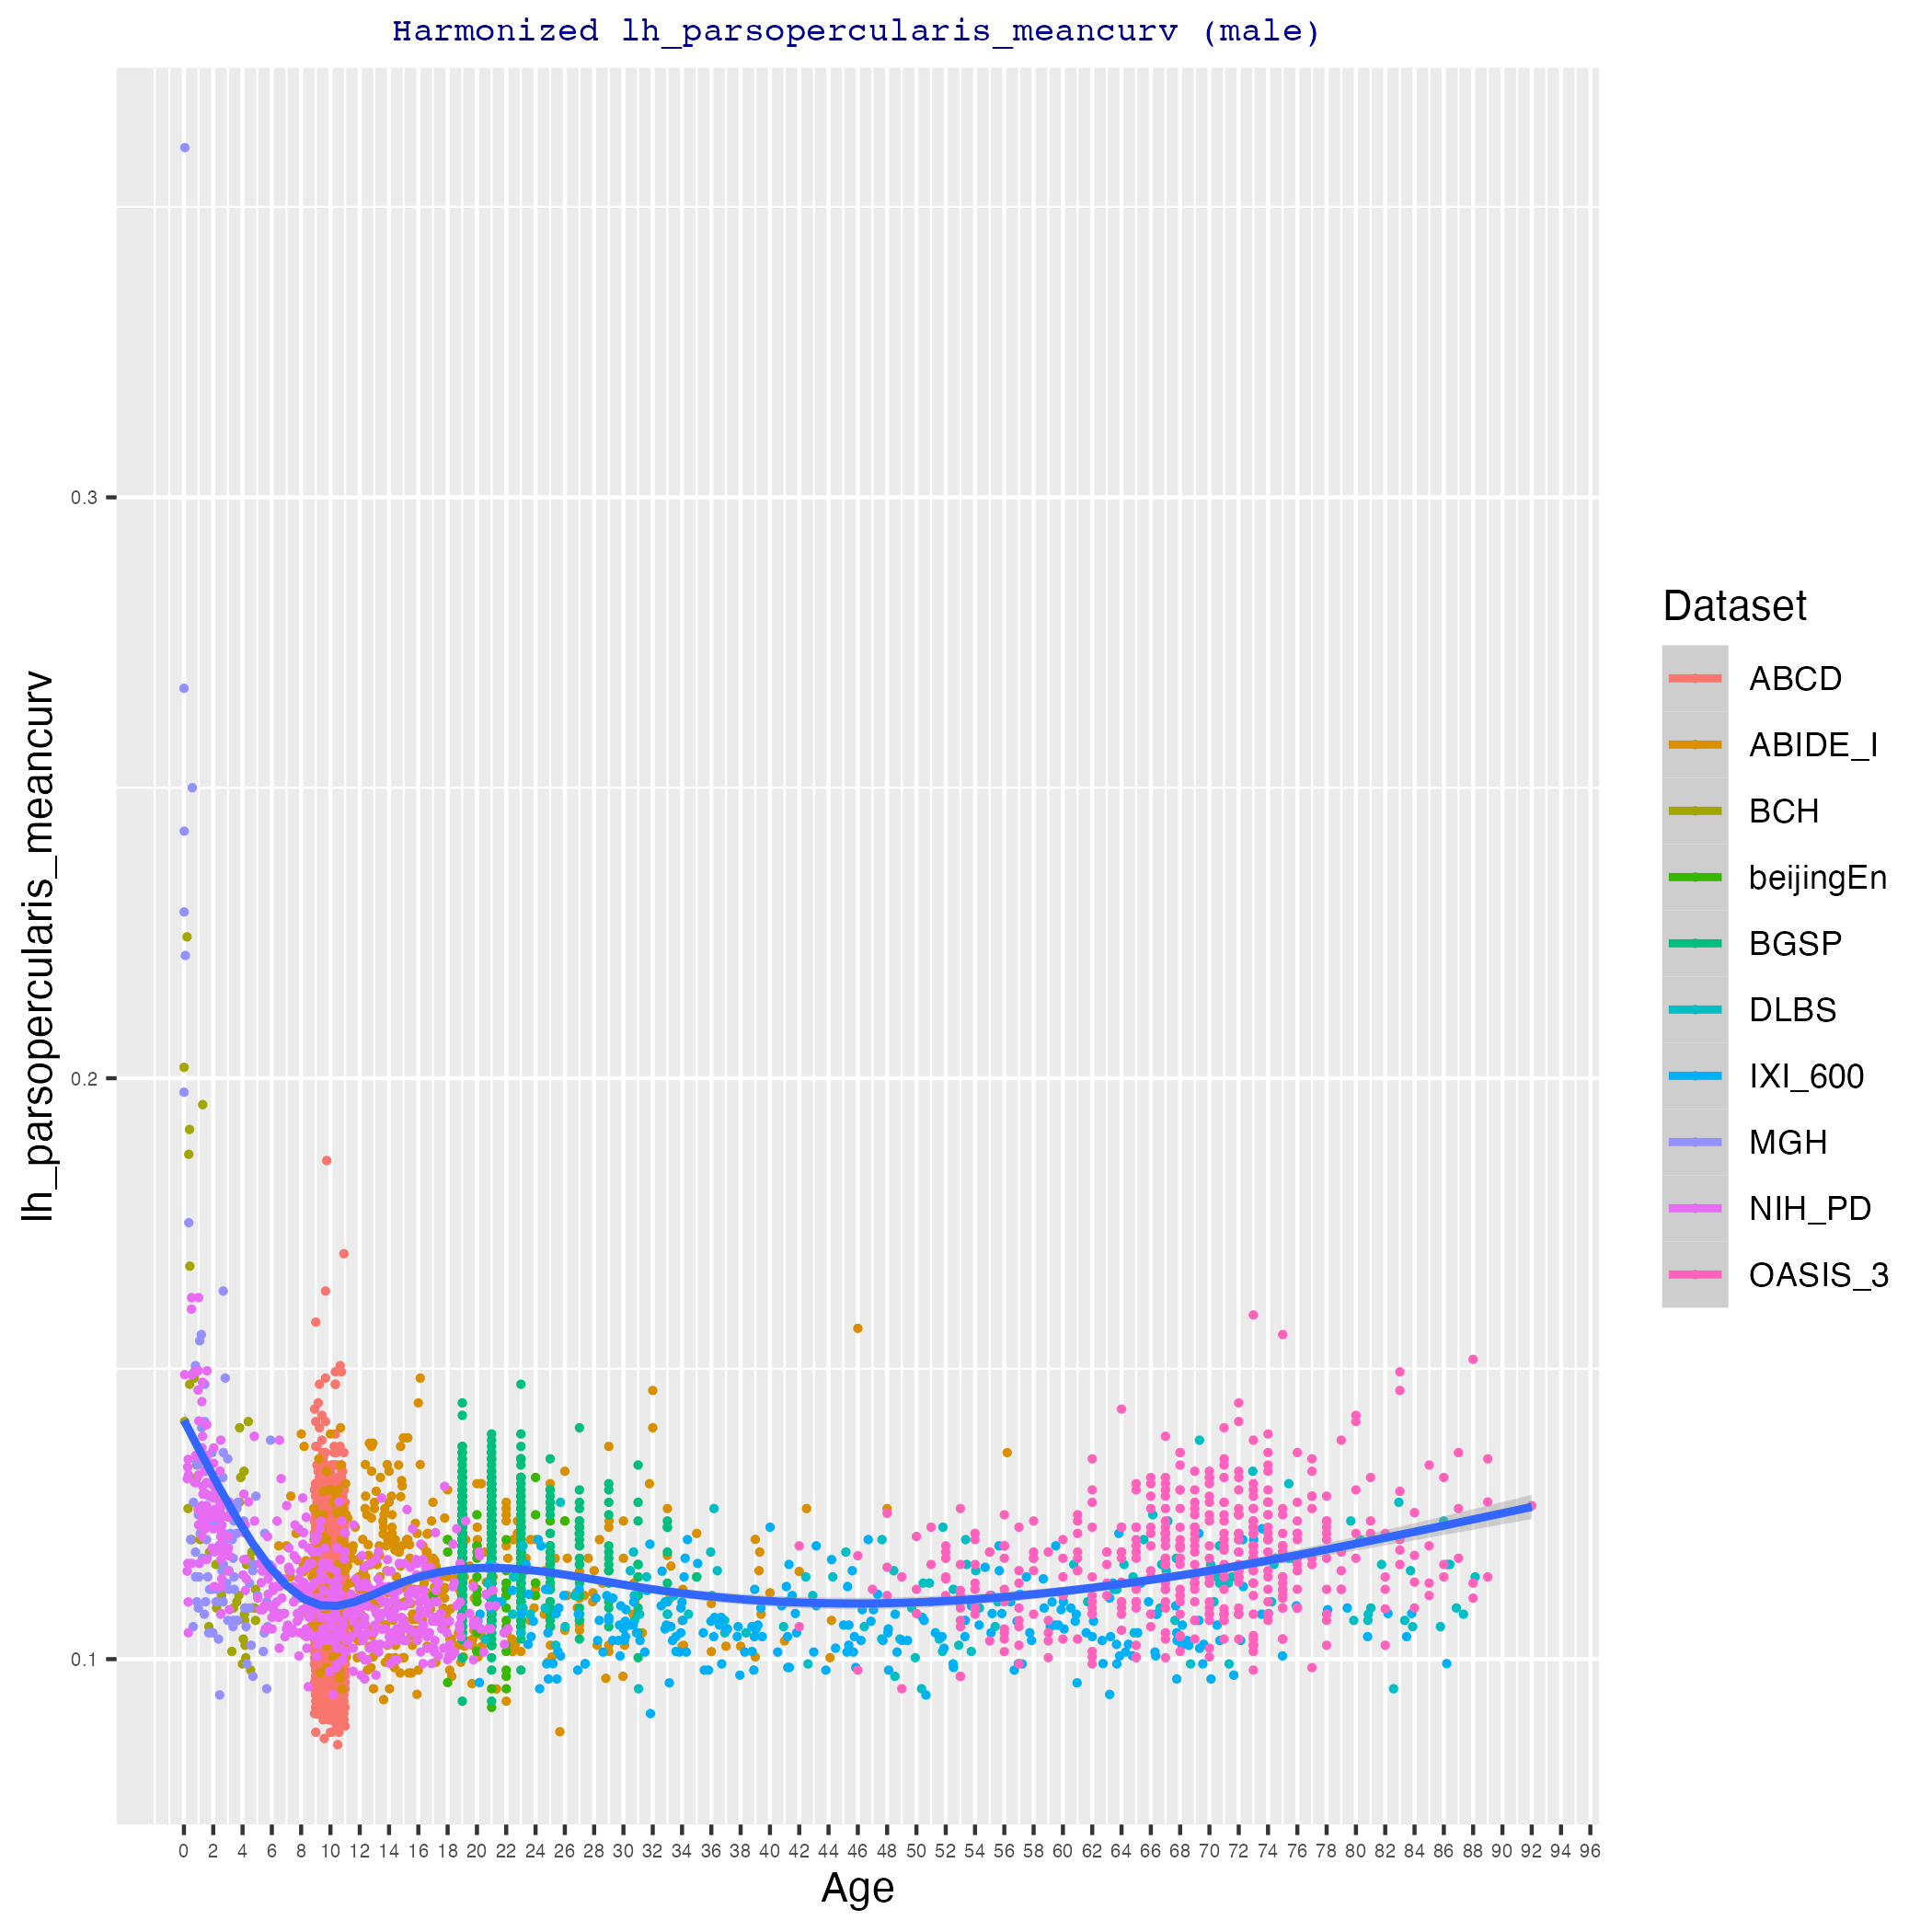 Harmonized lh_parsopercularis_meancurv (male)
lh_parsopercularis_meancurv
0.3
0.2
0.1
0 2 4 6 8 10 12 14 16 18 20 22 24 26 28 30 32 34 36 38 40 42 44 46 48 50 52 54 56 58 60 62 64 66 68 70 72 74 76 78 80 82 84 86 88 90 92 94 96
Age
Dataset
ABCD
ABIDE_I
BCH
beijingEn
BGSP
DLBS
IXI_600
MGH
NIH_PD
OASIS_3